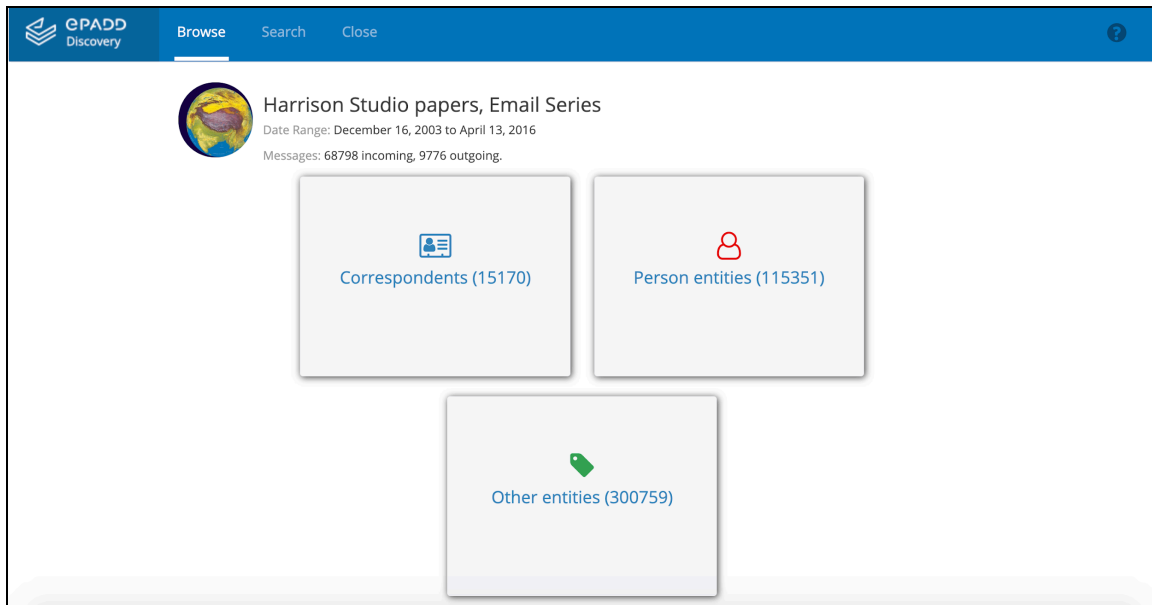 ePADD
Discovery
Browse
Search
Close
?
Harrison Studio papers, Email Series
Date Range: December 16, 2003 to April 13, 2016
Messages: 68798 incoming, 9776 outgoing.
Correspondents (15170)
Person entities (115351)
Other entities (300759)